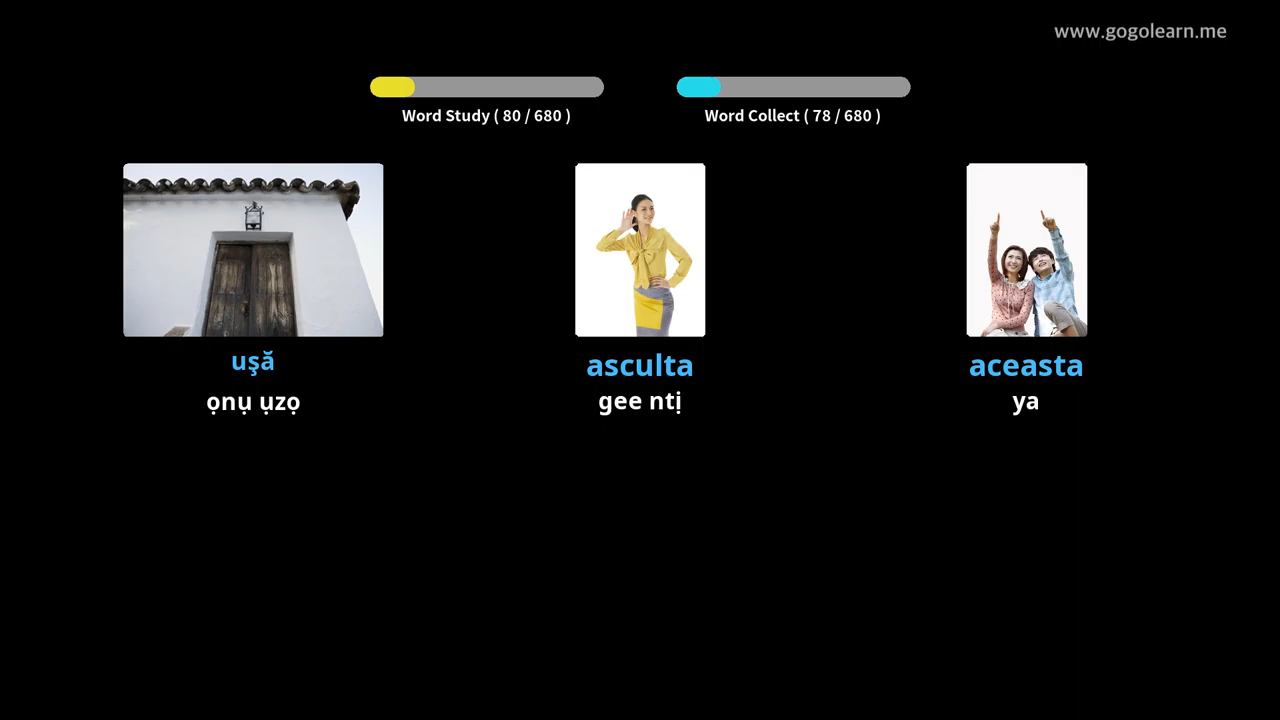 www.gogolearn.me
Word Study ( 80 / 680 )
Word Collect ( 78 / 680 )
uşă
asculta
aceasta
ọnụ ụzọ
gee ntị
ya